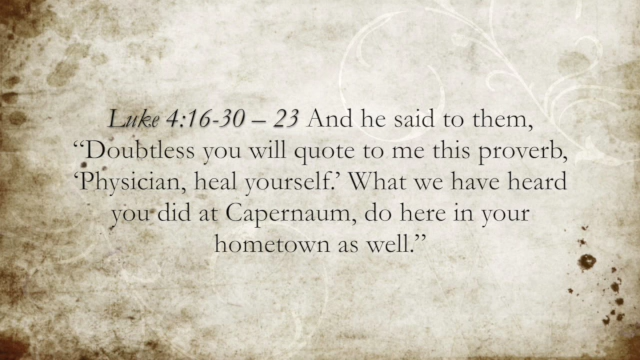 Luke 4:16-30 – 23 And he said to them,
“Doubtless you will quote to me this proverb,
‘Physician, heal yourself.’ What we have heard
you did at Capernaum, do here in your
hometown as well.”